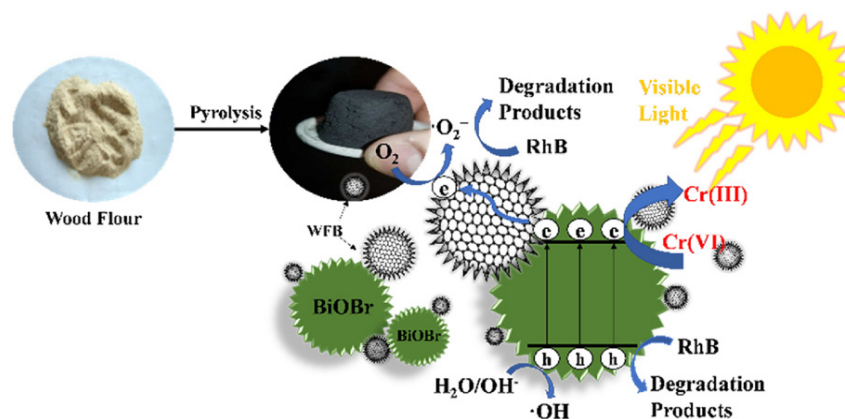 Wood Flour
Pyrolysis
O₂
·O₂⁻
Degradation
Products
RhB
Visible
Light
WFB
BiOBr
BiOBr
e
e e e
Cr(III)
Cr(VI)
h h h
H₂O/OH⁻
·OH
RhB
Degradation
Products